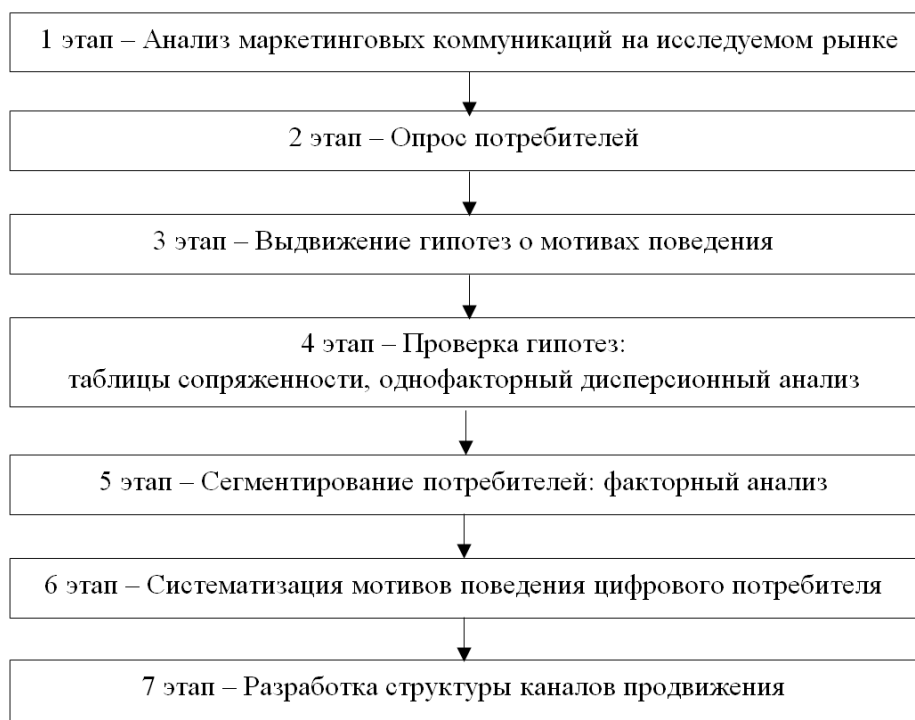 1 этап – Анализ маркетинговых коммуникаций на исследуемом рынке
2 этап – Опрос потребителей
3 этап – Выдвижение гипотез о мотивах поведения
4 этап – Проверка гипотез:
таблицы сопряженности, однофакторный дисперсионный анализ
5 этап – Сегментирование потребителей: факторный анализ
6 этап – Систематизация мотивов поведения цифрового потребителя
7 этап – Разработка структуры каналов продвижения